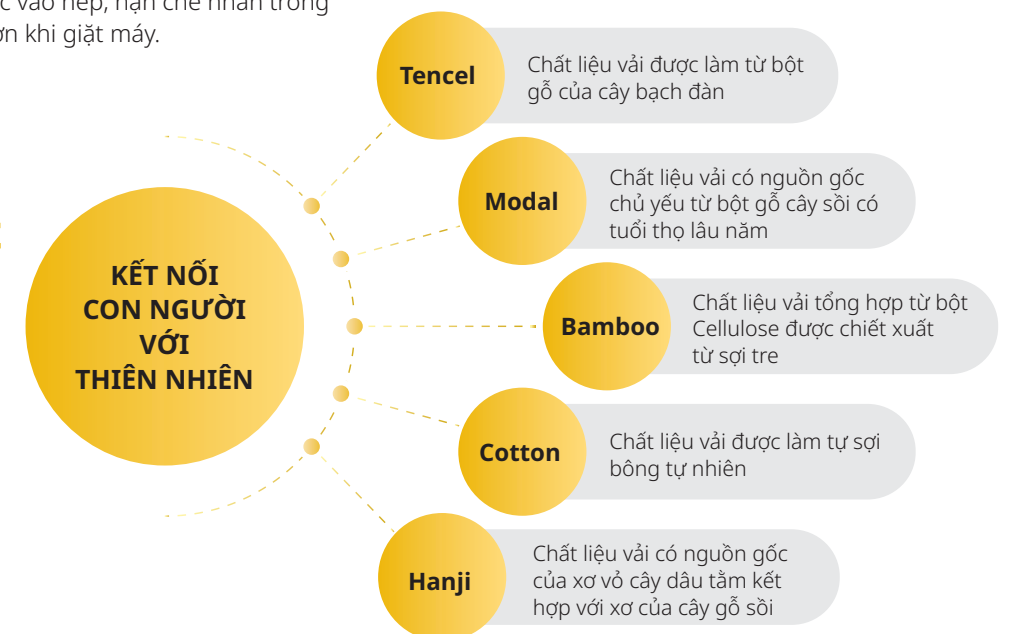 vào nếp, hạn chế nhăn trong
khi giặt máy.
Tencel
Chất liệu vải được làm từ bột
gỗ của cây bạch đàn
Modal
Chất liệu vải có nguồn gốc
chủ yếu từ bột gỗ cây sồi có
tuổi thọ lâu năm
KẾT NỐI
CON NGƯỜI
VỚI
THIÊN NHIÊN
Bamboo
Chất liệu vải tổng hợp từ bột
Cellulose được chiết xuất
từ sợi tre
Cotton
Chất liệu vải được làm tự sợi
bông tự nhiên
Hanji
Chất liệu vải có nguồn gốc
của xơ vỏ cây dâu tằm kết
hợp với xơ của cây gỗ sồi